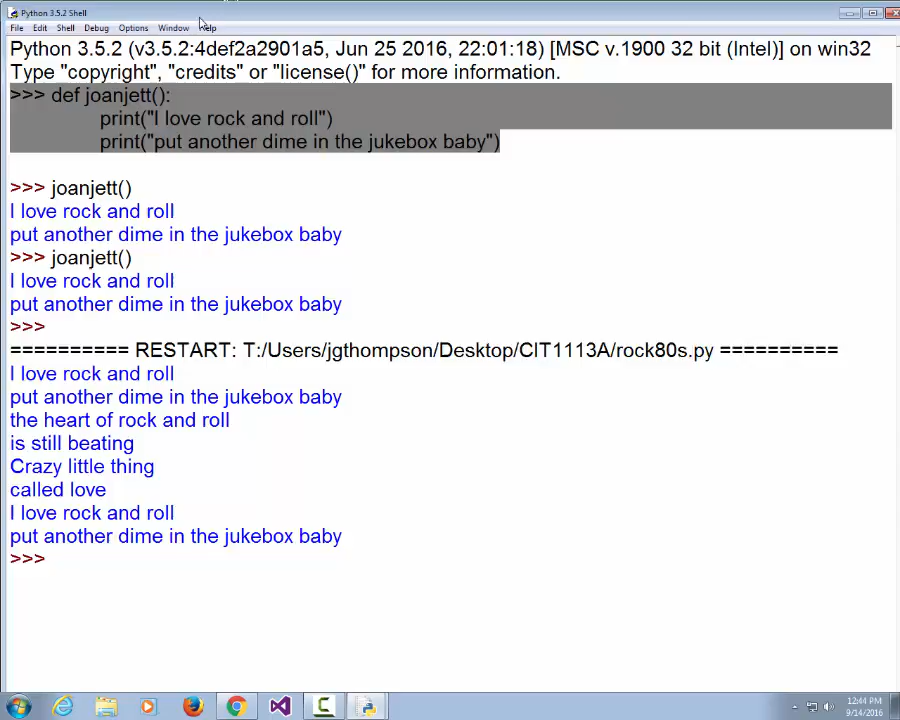 Python 3.5.2 Shell
File Edit Shell Debug Options Window Help
Python 3.5.2 (v3.5.2:4def2a2901a5, Jun 25 2016, 22:01:18) [MSC v.1900 32 bit (Intel)] on win32
Type "copyright", "credits" or "license()" for more information.
>>> def joanjett():
print("I love rock and roll")
print("put another dime in the jukebox baby")
>>> joanjett()
I love rock and roll
put another dime in the jukebox baby
>>> joanjett()
I love rock and roll
put another dime in the jukebox baby
>>>
========== RESTART: T:/Users/jgthompson/Desktop/CIT1113A/rock80s.py ==========
I love rock and roll
put another dime in the jukebox baby
the heart of rock and roll
is still beating
Crazy little thing
called love
I love rock and roll
put another dime in the jukebox baby
>>>
12:44 PM
9/14/2016